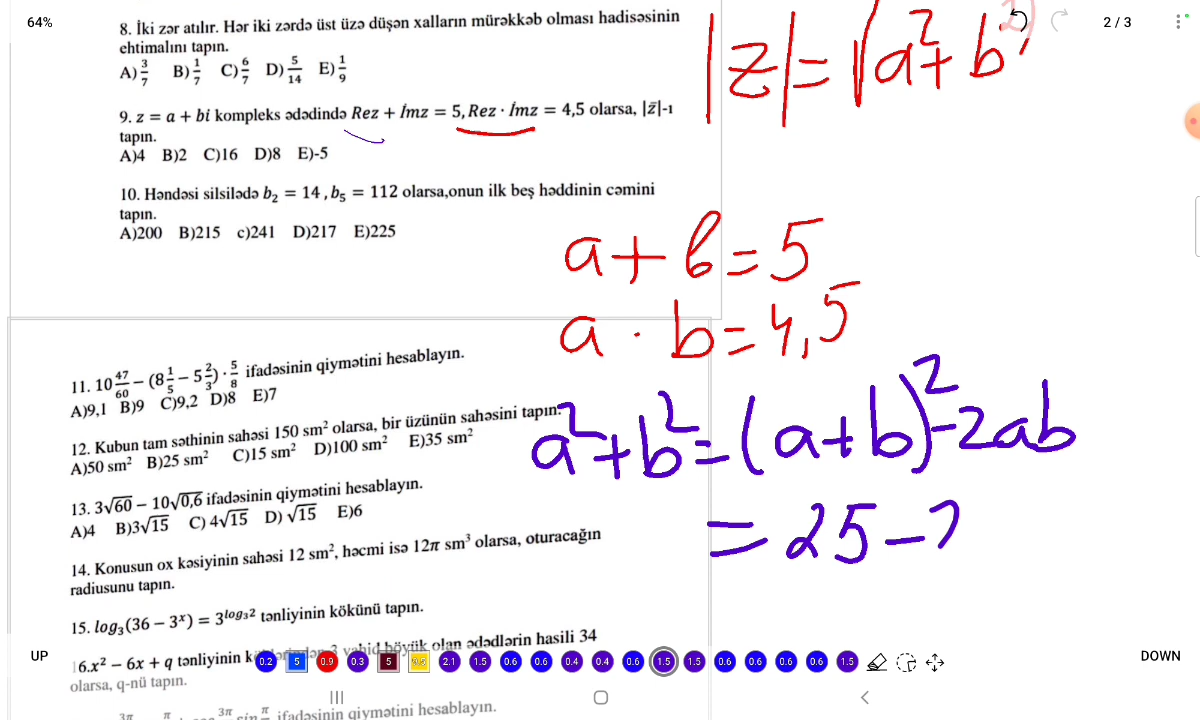 64%
2 / 3
8. İki zər atılır. Hər iki zərdə üst üzə düşən xalların mürəkkəb olması hadisəsinin
ehtimalını tapın.
A) 3/7 B) 1/7 C) 6/7 D) 5/14 E) 1/9
|z|=√a²+b²
9. z = a + bi kompleks ədədində Rez + İmz = 5, Rez · İmz = 4,5 olarsa, |z̄|-ı
tapın.
A)4 B)2 C)16 D)8 E)-5
10. Həndəsi silsilədə b₂ = 14 , b₅ = 112 olarsa,onun ilk beş həddinin cəmini
tapın.
A)200 B)215 c)241 D)217 E)225
a + b = 5
a · b = 4,5
11. 10 47/60 − (8 1/5 − 5 2/3) · 5/8 ifadəsinin qiymətini hesablayın.
A)9,1 B)9 C)9,2 D)8 E)7
12. Kubun tam səthinin sahəsi 150 sm² olarsa, bir üzünün sahəsini tapın.
A)50 sm² B)25 sm² C)15 sm² D)100 sm² E)35 sm²
a²+b²=(a+b)²-2ab
= 25 -
13. 3√60 − 10√0,6 ifadəsinin qiymətini hesablayın.
A)4 B)3√15 C) 4√15 D) √15 E)6
14. Konusun ox kəsiyinin sahəsi 12 sm², həcmi isə 12π sm³ olarsa, oturacağın
radiusunu tapın.
15. log₃(36 − 3ˣ) = 3^log₃2 tənliyinin kökünü tapın.
16.x² − 6x + q tənliyinin 3 vahid böyük olan ədədlərin hasili 34
olarsa, q-nü tapın.
UP
0.2 5 0.9 0.3 5 9.5 2.1 1.5 0.6 0.6 0.4 0.4 0.6 1.5 1.5 0.6 0.6 0.6 0.6 1.5
DOWN
3π π 3π sin π ifadəsinin qiymətini hesablayın.